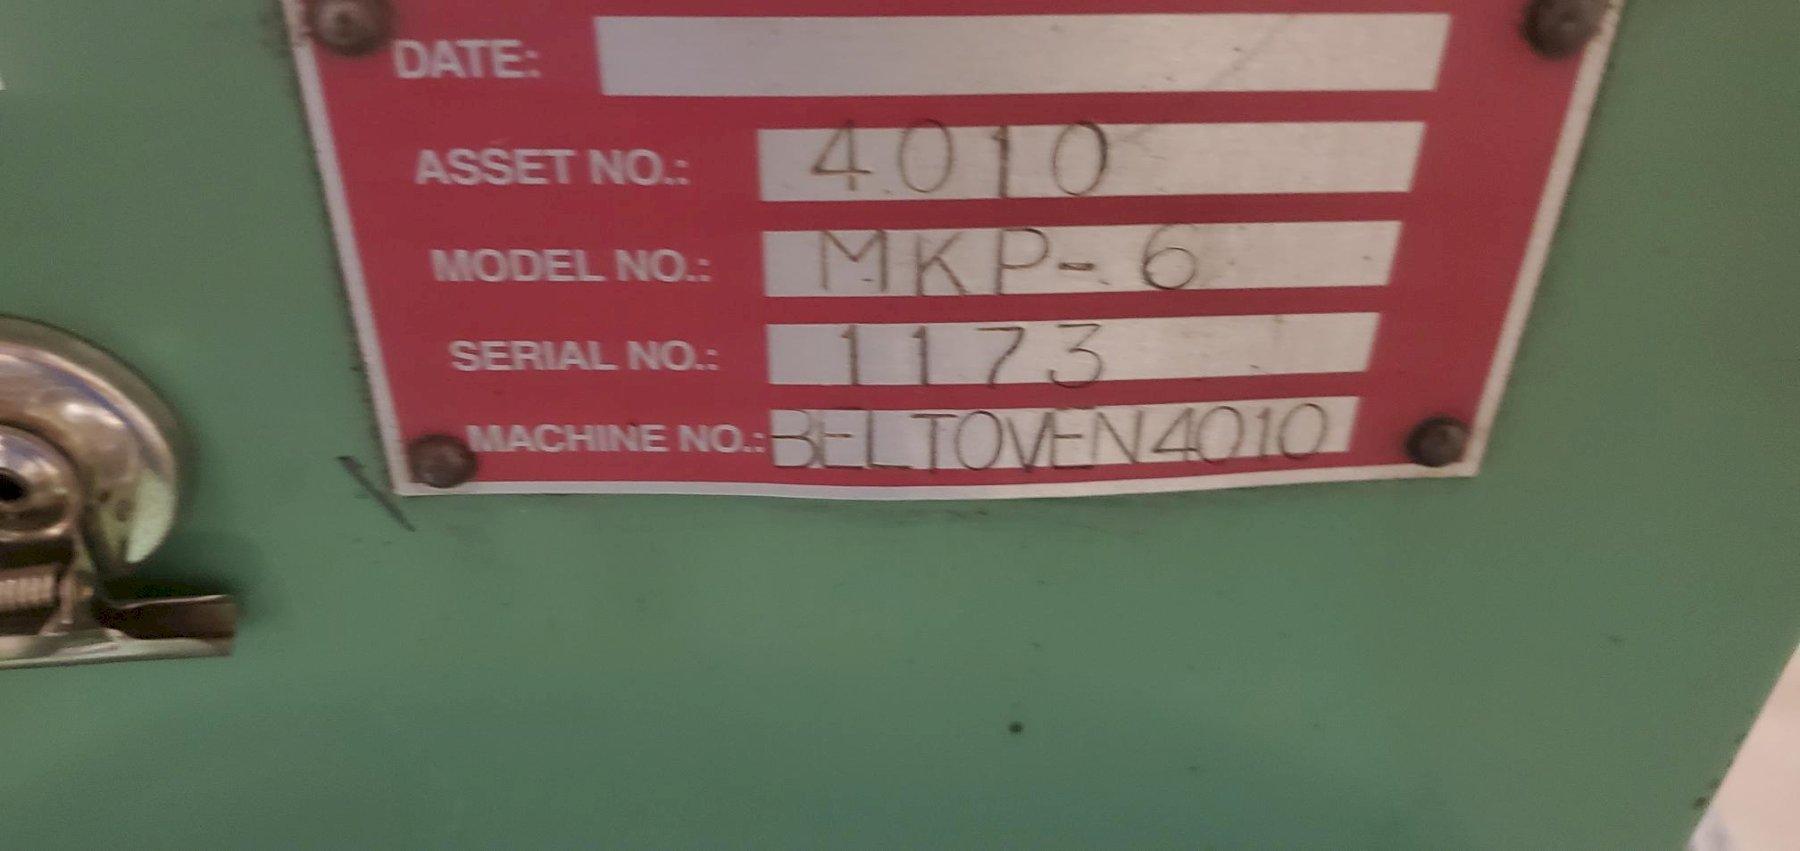 DATE:
ASSET NO.: 4010
MODEL NO.: MKP-6
SERIAL NO.: 1173
MACHINE NO.: BELTOVEN4010